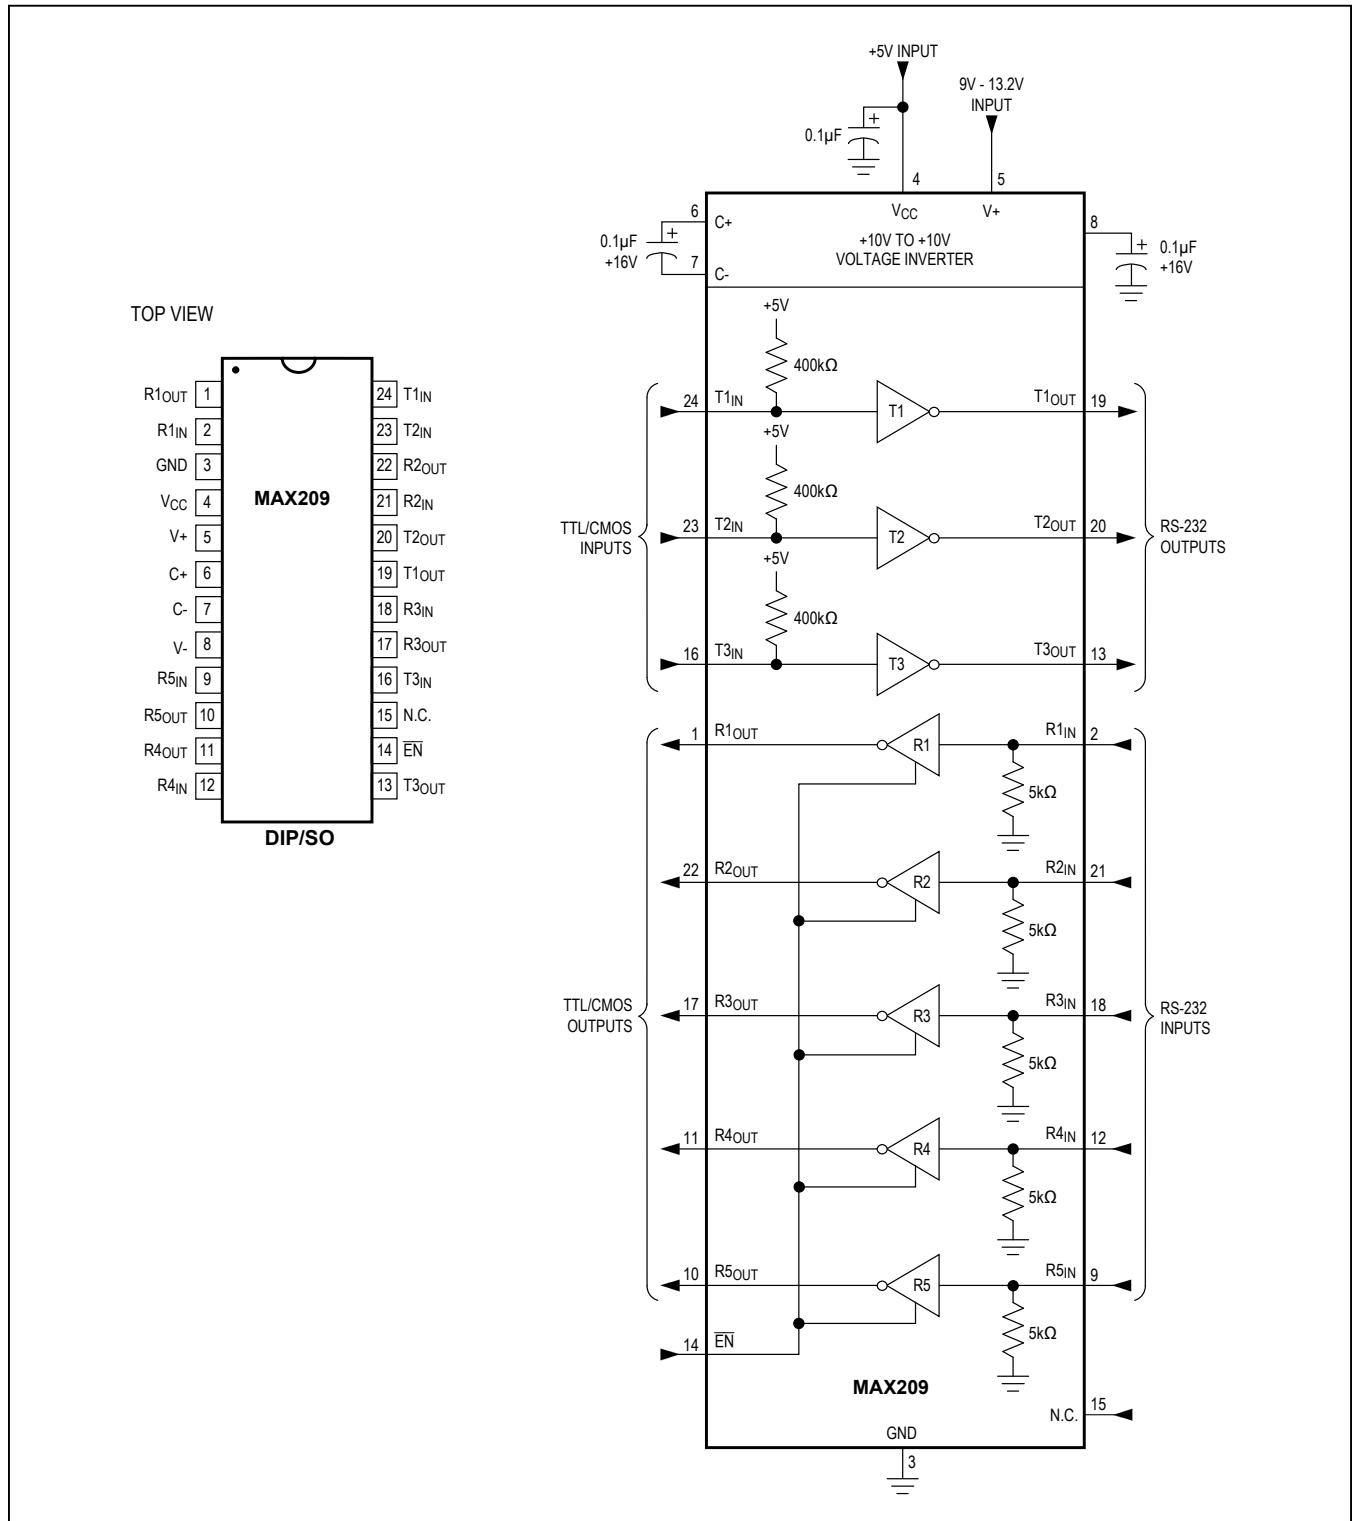 TOP VIEW
R1OUT 1
R1IN 2
GND 3
VCC 4
V+ 5
C+ 6
C- 7
V- 8
R5IN 9
R5OUT 10
R4OUT 11
R4IN 12
MAX209
24 T1IN
23 T2IN
22 R2OUT
21 R2IN
20 T2OUT
19 T1OUT
18 R3IN
17 R3OUT
16 T3IN
15 N.C.
14 EN
13 T3OUT
DIP/SO
+5V INPUT
9V - 13.2V
INPUT
0.1µF +
4 5
VCC V+
6 C+
0.1µF +
+16V
7 C-
+10V TO +10V
VOLTAGE INVERTER
8
+ 0.1µF
+16V
+5V
400kΩ
24 T1IN T1 T1OUT 19
+5V
400kΩ
23 T2IN T2 T2OUT 20
TTL/CMOS
INPUTS
RS-232
OUTPUTS
+5V
400kΩ
16 T3IN T3 T3OUT 13
1 R1OUT R1 R1IN 2
5kΩ
22 R2OUT R2 R2IN 21
5kΩ
17 R3OUT R3 R3IN 18
TTL/CMOS
OUTPUTS
RS-232
INPUTS
5kΩ
11 R4OUT R4 R4IN 12
5kΩ
10 R5OUT R5 R5IN 9
5kΩ
14 EN
MAX209
N.C. 15
GND
3